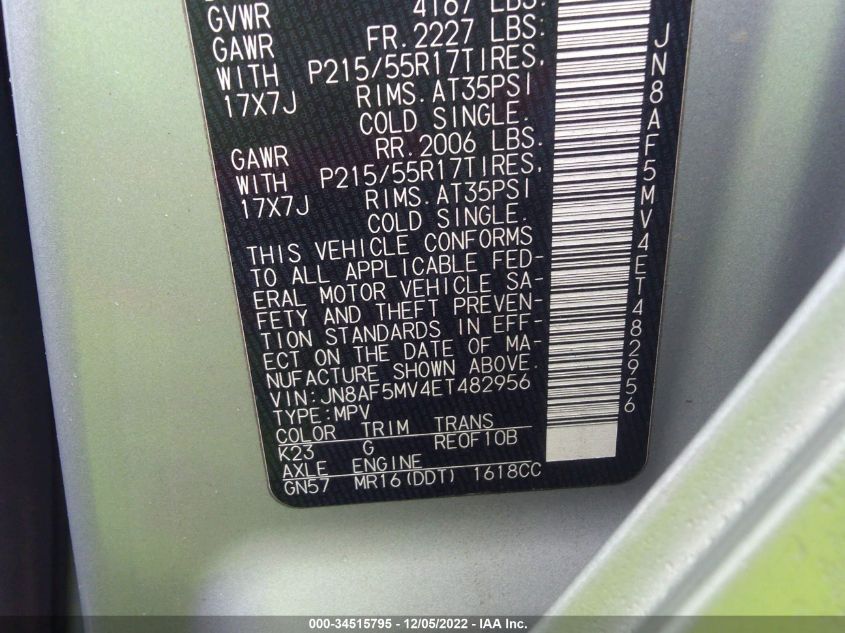 GVWR 4167 LBS.
GAWR FR. 2227 LBS.
WITH P215/55R17TIRES,
17X7J RIMS. AT35PSI
COLD SINGLE.
GAWR RR. 2006 LBS.
WITH P215/55R17TIRES,
17X7J RIMS. AT35PSI
COLD SINGLE.
THIS VEHICLE CONFORMS
TO ALL APPLICABLE FED-
ERAL MOTOR VEHICLE SA-
FETY AND THEFT PREVEN-
TION STANDARDS IN EFF-
ECT ON THE DATE OF MA-
NUFACTURE SHOWN ABOVE.
VIN:JN8AF5MV4ET482956
TYPE:MPV
COLOR TRIM TRANS
K23 G RE0F10B
AXLE ENGINE
GN57 MR16(DDT) 1618CC
JN8AF5MV4ET482956
000-34515795 - 12/05/2022 - IAA Inc.